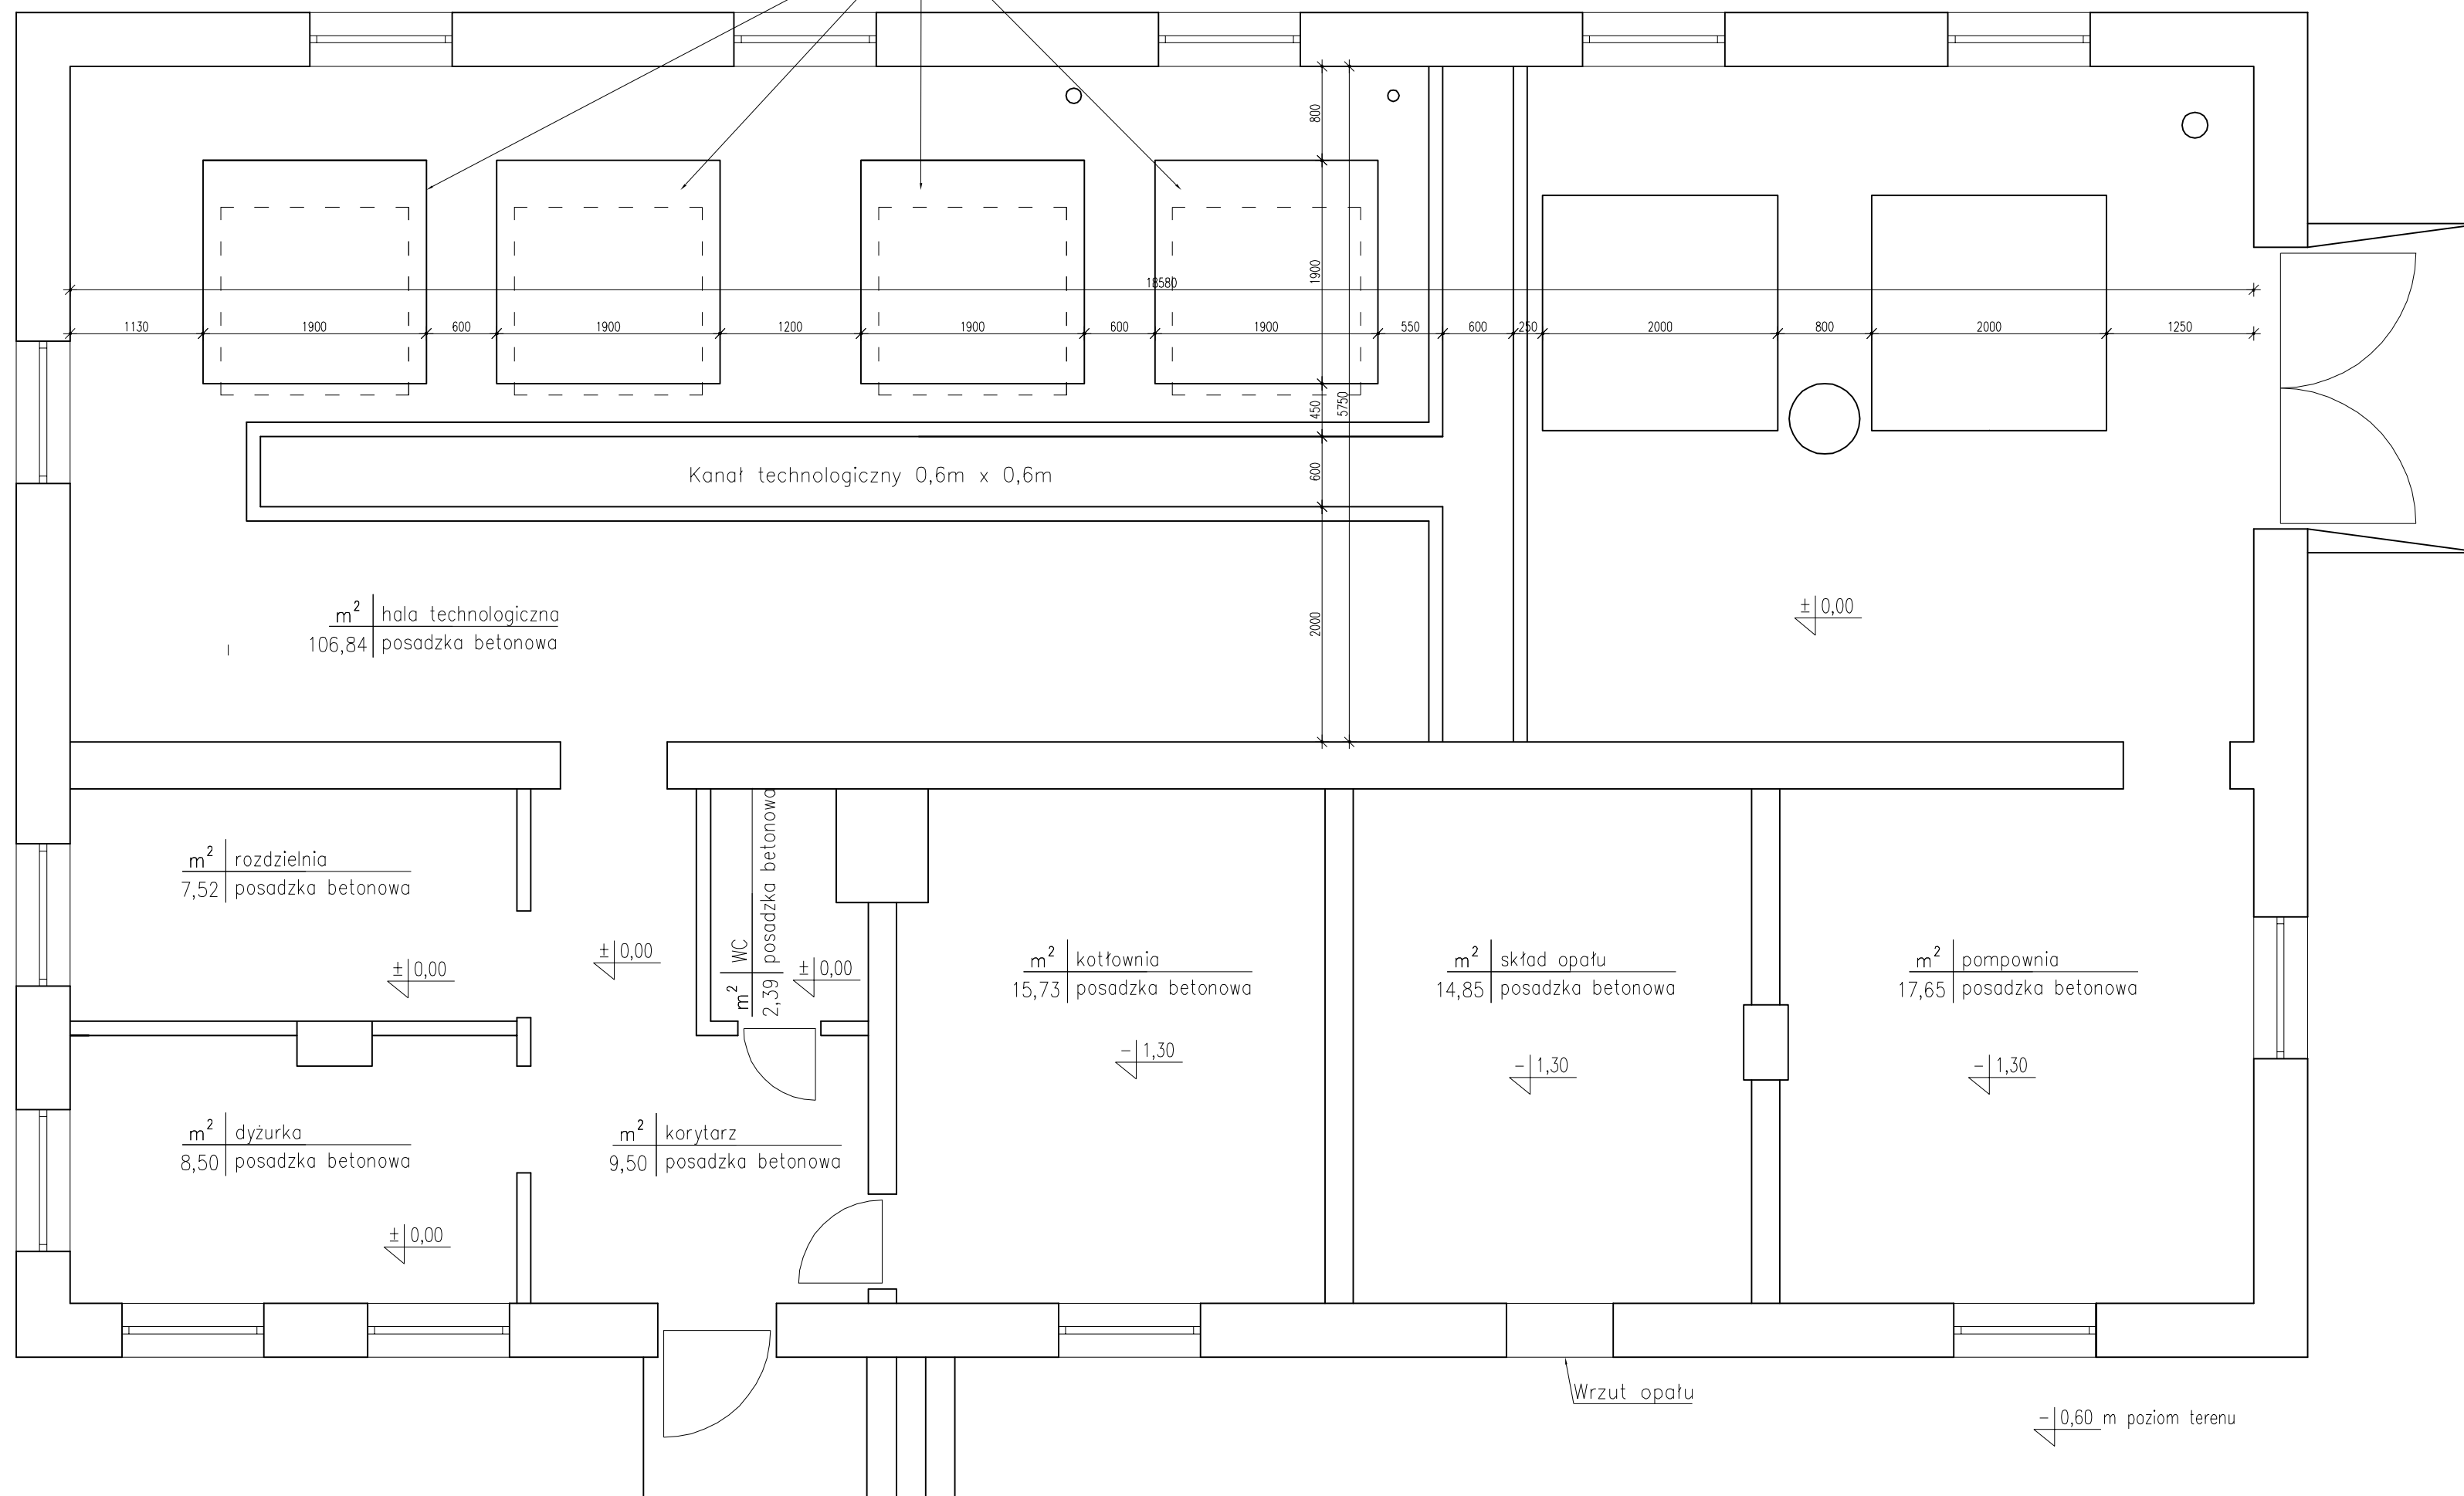 800
1900
18580
1130 1900 600 1900 1200 1900 600 1900 550 600 250 2000 800 2000 1250
450
5750
600
Kanał technologiczny 0,6m x 0,6m
2000
m² hala technologiczna
106,84 posadzka betonowa
± 0,00
m² rozdzielnia
7,52 posadzka betonowa
± 0,00
± 0,00
m² WC
2,39 posadzka betonowa
± 0,00
m² kotłownia
15,73 posadzka betonowa
- 1,30
m² skład opału
14,85 posadzka betonowa
- 1,30
m² pompownia
17,65 posadzka betonowa
- 1,30
m² dyżurka
8,50 posadzka betonowa
± 0,00
m² korytarz
9,50 posadzka betonowa
Wrzut opału
- 0,60 m poziom terenu